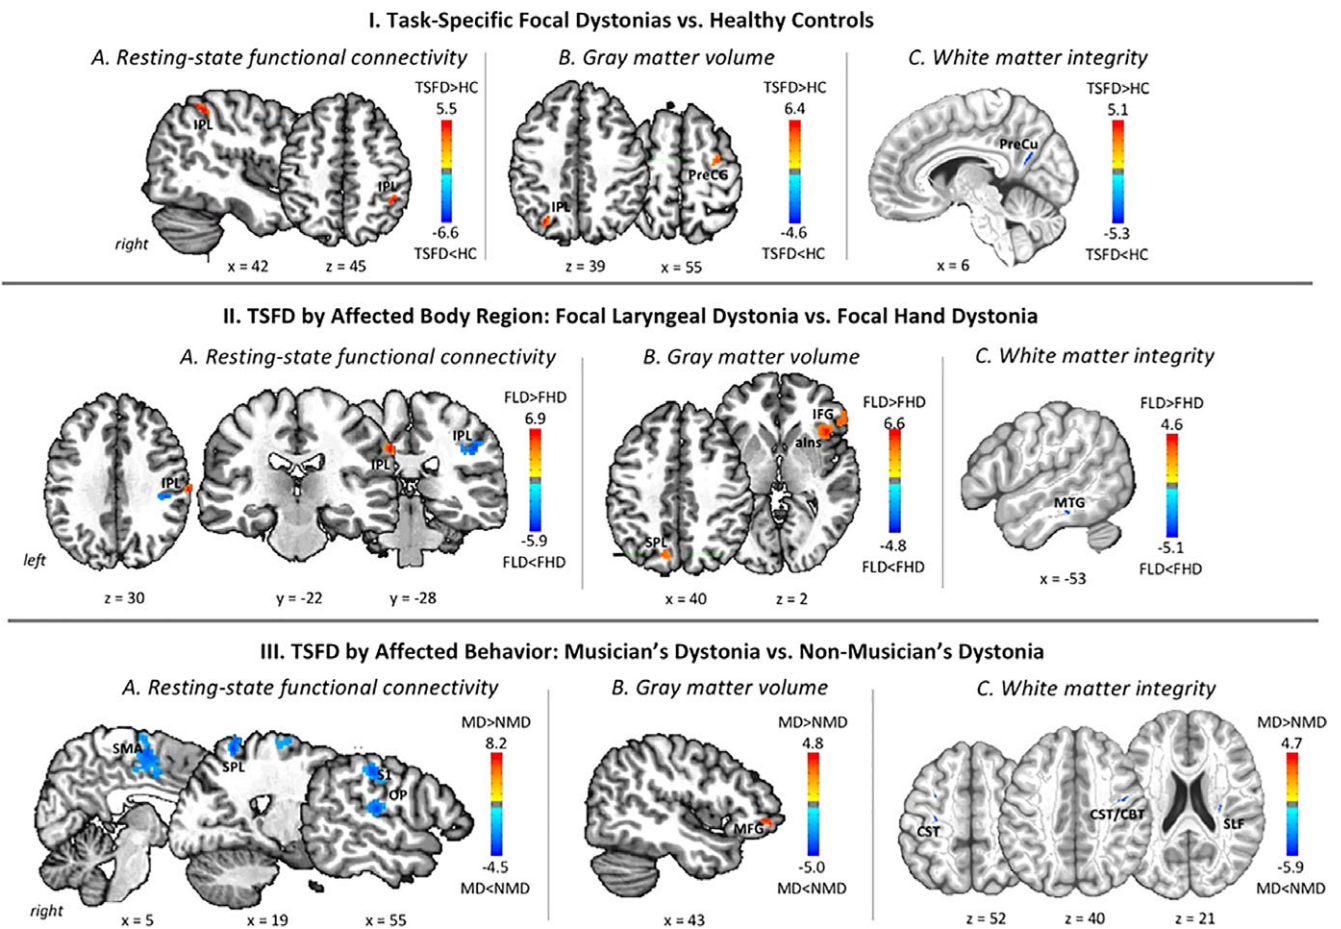 I. Task-Specific Focal Dystonias vs. Healthy Controls
A. Resting-state functional connectivity
B. Gray matter volume
C. White matter integrity
TSFD>HC
5.5
IPL
IPL
-6.6
TSFD<HC
right
x = 42
z = 45
TSFD>HC
6.4
PreCG
IPL
-4.6
TSFD<HC
z = 39
x = 55
TSFD>HC
5.1
PreCu
-5.3
TSFD<HC
x = 6
II. TSFD by Affected Body Region: Focal Laryngeal Dystonia vs. Focal Hand Dystonia
A. Resting-state functional connectivity
B. Gray matter volume
C. White matter integrity
FLD>FHD
6.9
IPL
IPL
IPL
-5.9
FLD<FHD
left
z = 30
y = -22
y = -28
FLD>FHD
6.6
IFG
aIns
SPL
-4.8
FLD<FHD
x = 40
z = 2
FLD>FHD
4.6
MTG
-5.1
FLD<FHD
x = -53
III. TSFD by Affected Behavior: Musician's Dystonia vs. Non-Musician's Dystonia
A. Resting-state functional connectivity
B. Gray matter volume
C. White matter integrity
MD>NMD
8.2
SMA
SPL
S1
OP
-4.5
MD<NMD
right
x = 5
x = 19
x = 55
MD>NMD
4.8
MFG
-5.0
MD<NMD
x = 43
MD>NMD
4.7
CST
CST/CBT
SLF
-5.9
MD<NMD
z = 52
z = 40
z = 21